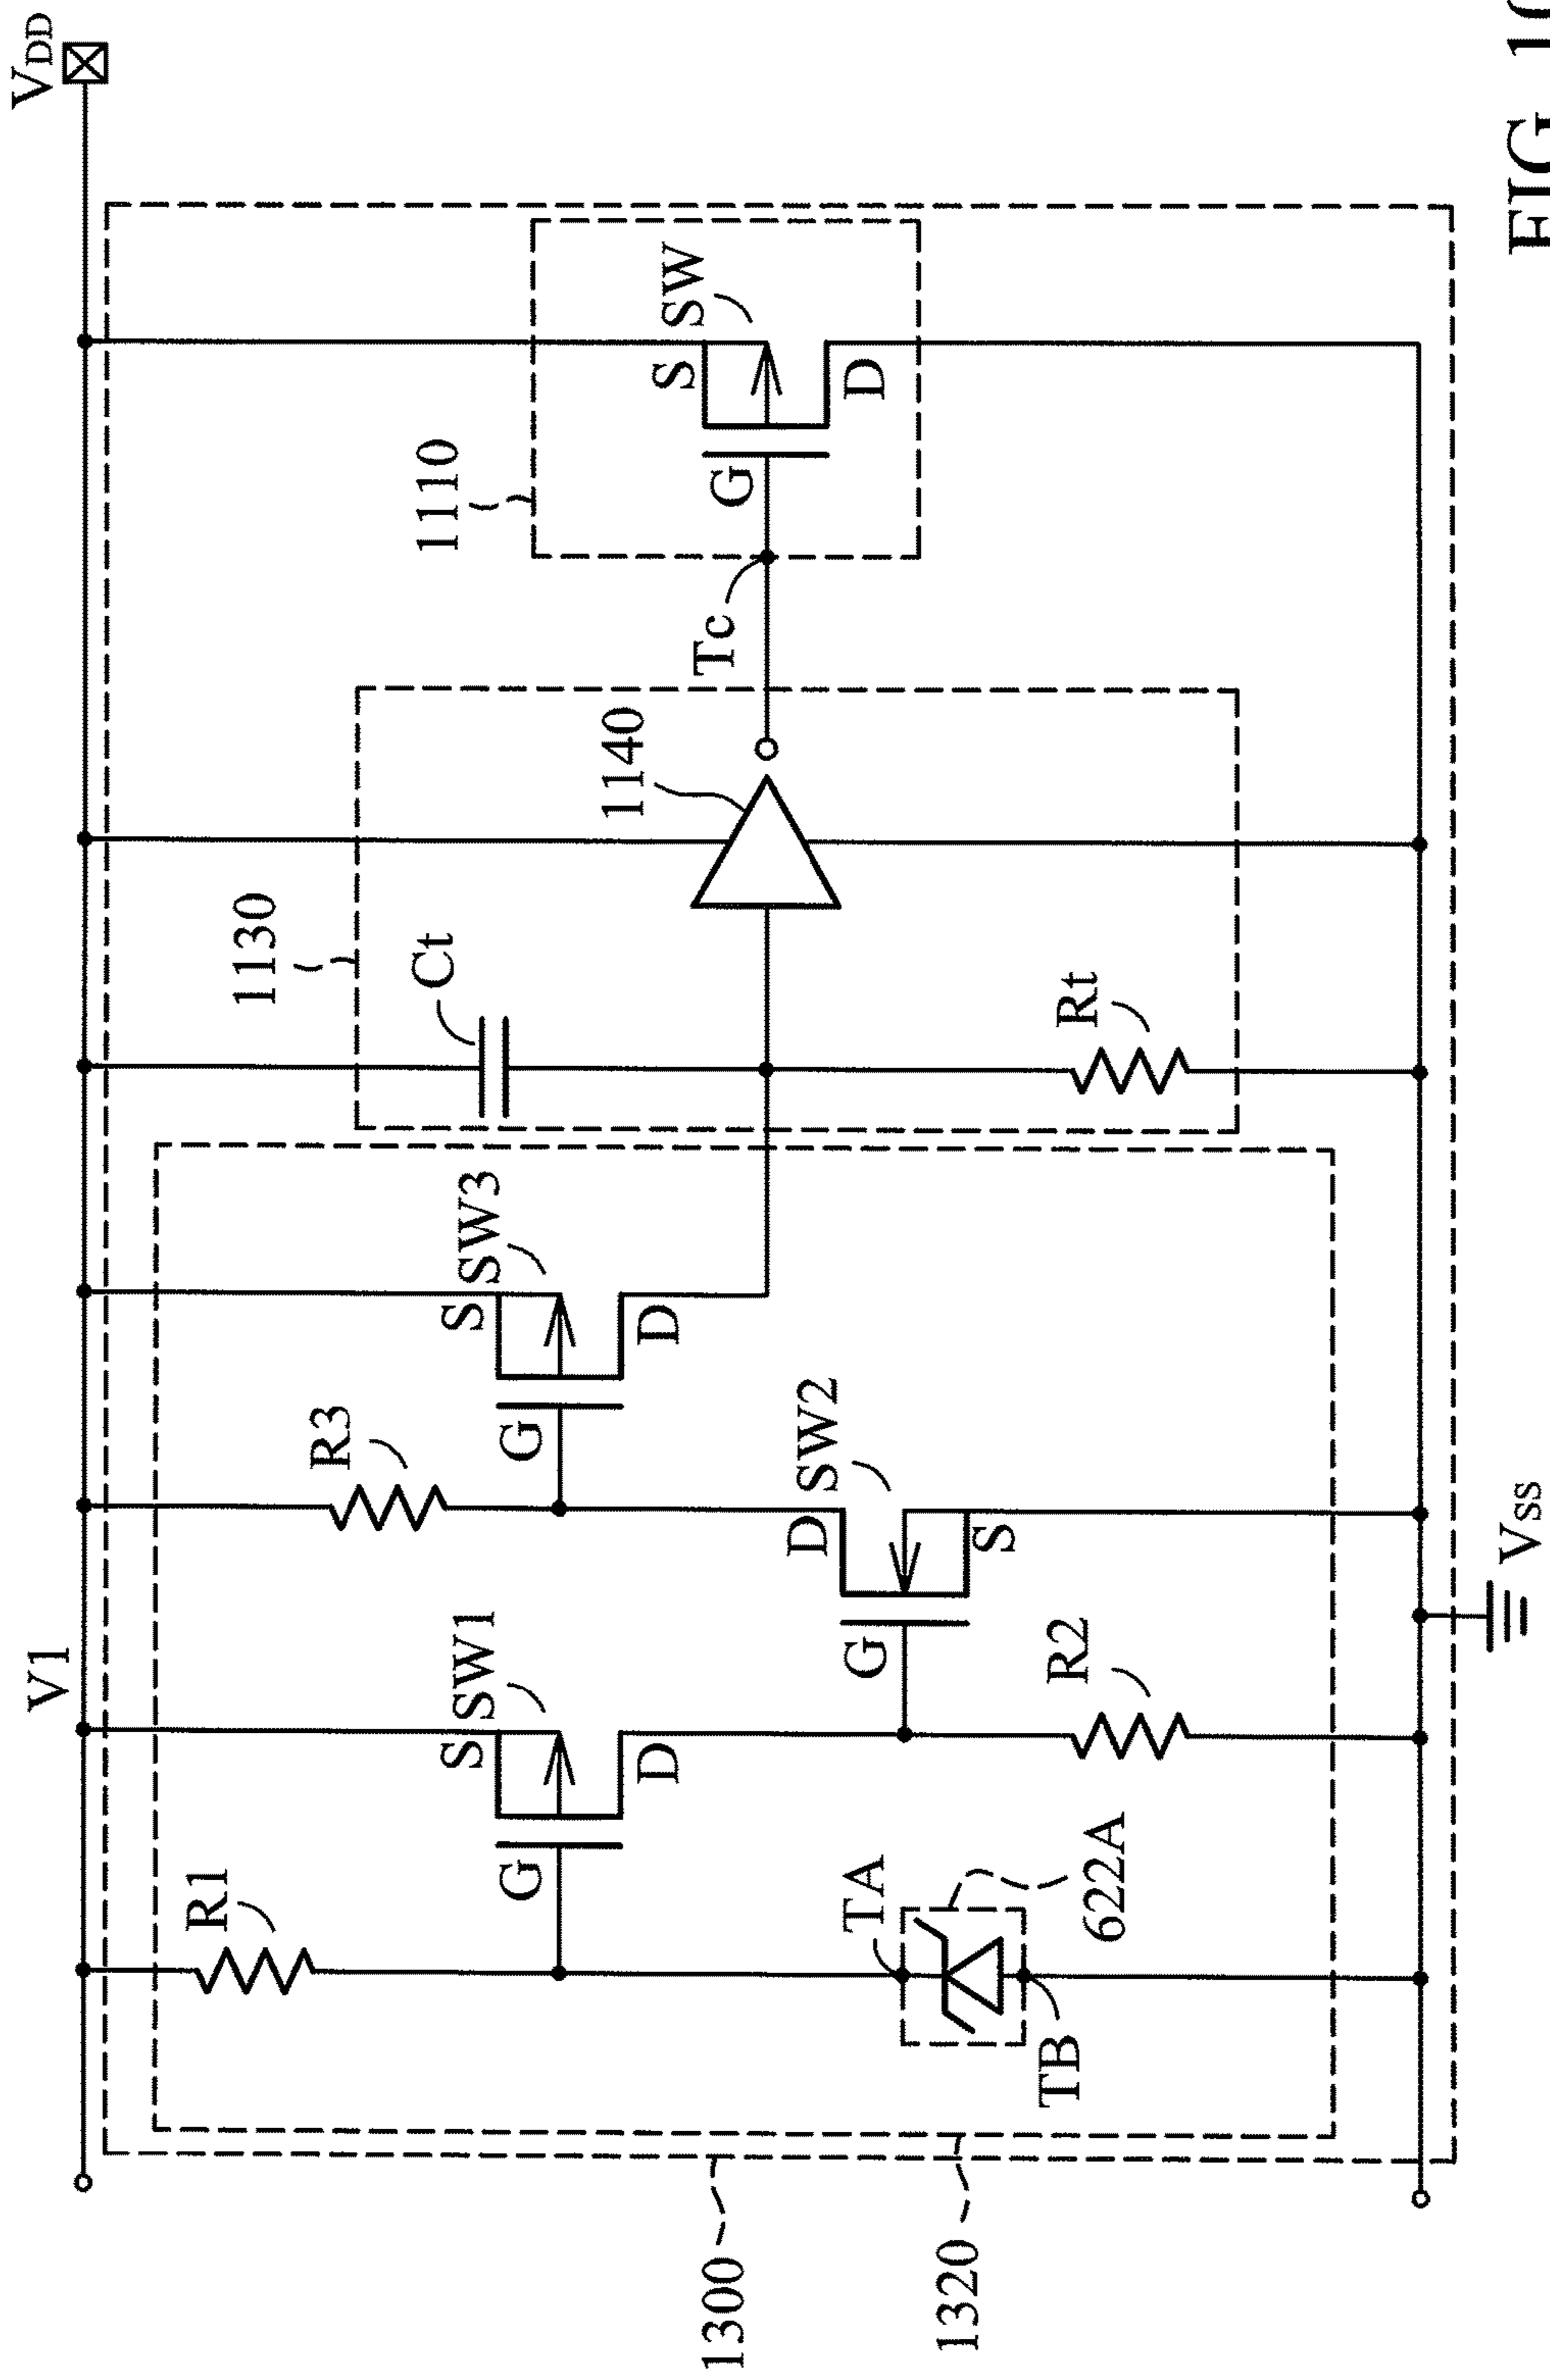 VDD
V1
R1
G
S
D
SW1
R3
G
S
D
SW3
TA
TB
622A
R2
G
D
S
SW2
1130
Ct
Rt
1140
Tc
1110
G
S
D
SW
VSS
1300
1320